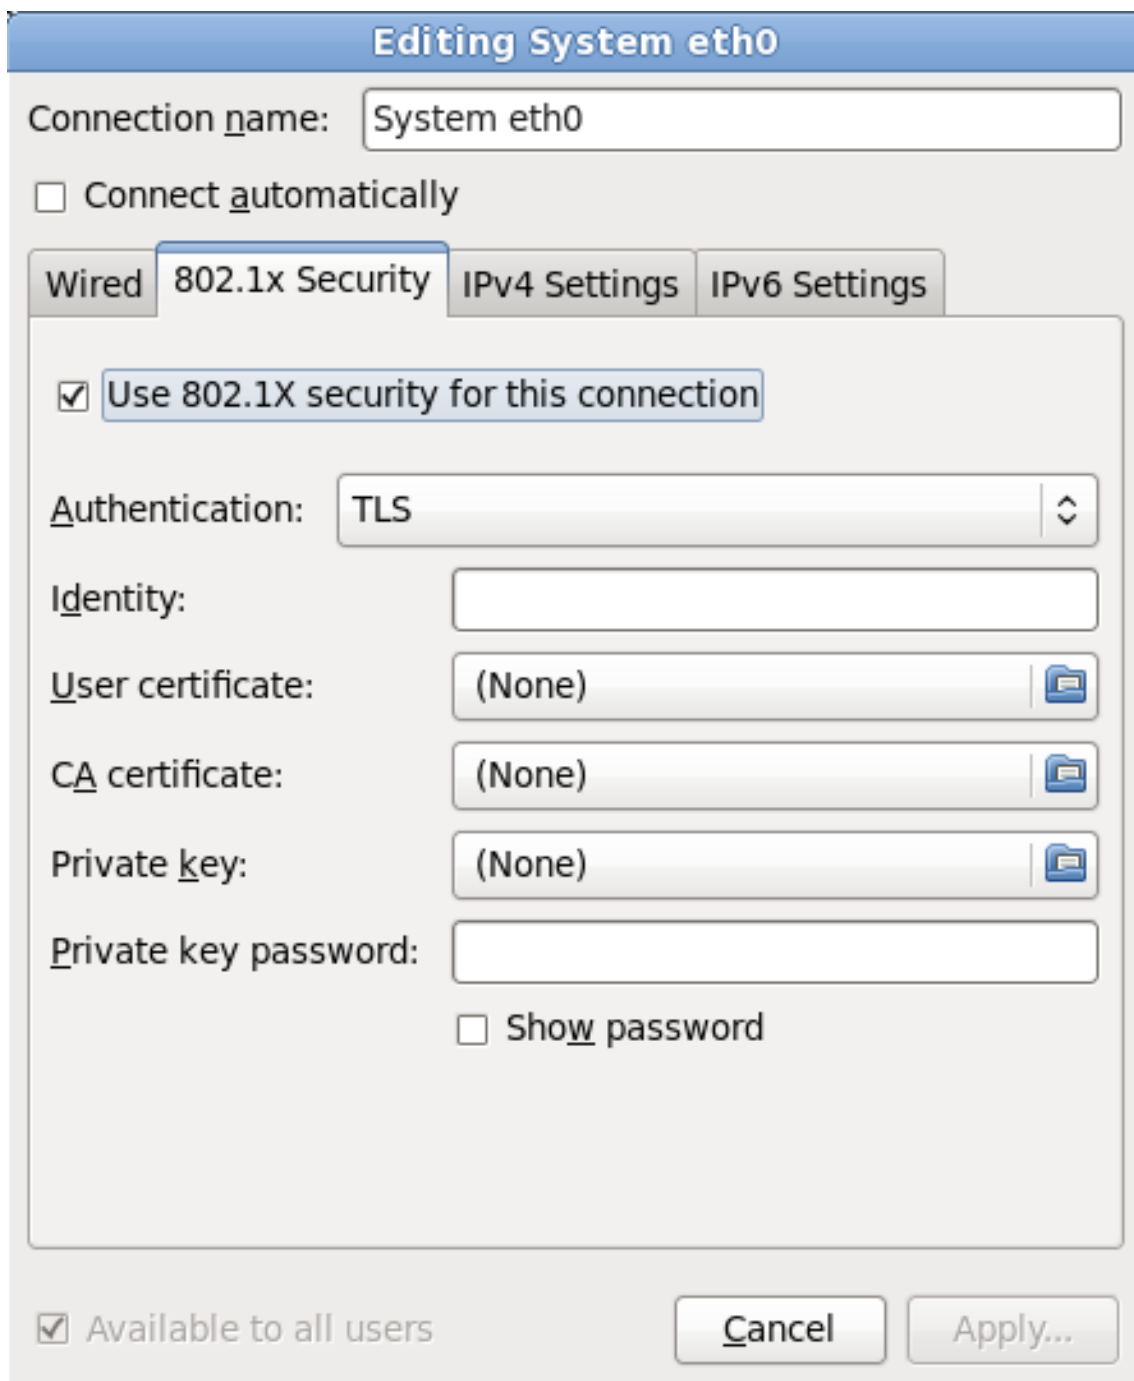 Editing System eth0
Connection name: System eth0
Connect automatically
Wired 802.1x Security IPv4 Settings IPv6 Settings
Use 802.1X security for this connection
Authentication: TLS
Identity:
User certificate: (None)
CA certificate: (None)
Private key: (None)
Private key password:
Show password
Available to all users Cancel Apply...